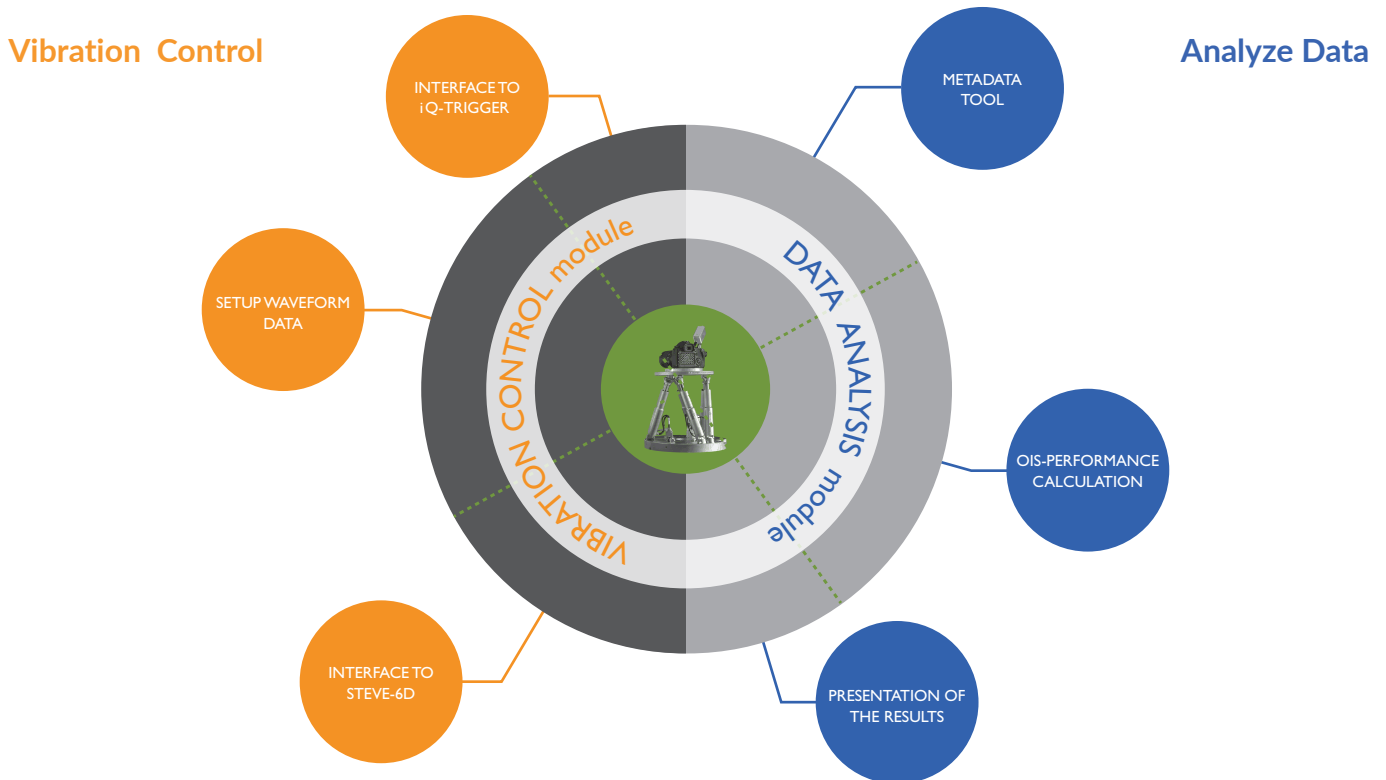 Vibration Control
Analyze Data
INTERFACE TO
iQ-TRIGGER
METADATA
TOOL
SETUP WAVEFORM
DATA
VIBRATION CONTROL module
DATA ANALYSIS module
OIS-PERFORMANCE
CALCULATION
INTERFACE TO
STEVE-6D
PRESENTATION OF
THE RESULTS